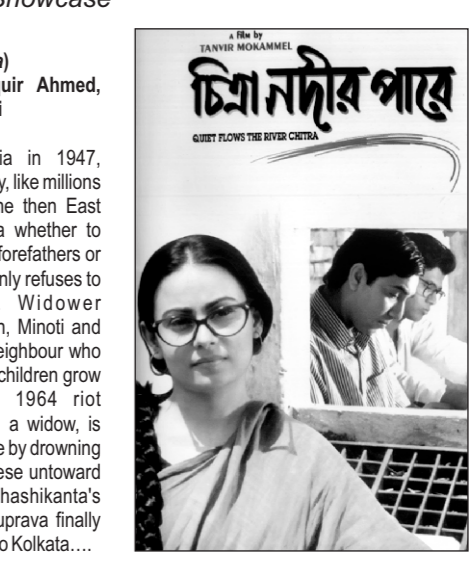 Showcase
)
quir Ahmed,
i
ia in 1947,
y, like millions
he then East
a whether to
forefathers or
nly refuses to
Widower
n, Minoti and
eighbour who
children grow
1964 riot
a widow, is
e by drowning
ese untoward
hashikanta's
uprava finally
o Kolkata....
A Film by
TANVIR MOKAMMEL
চিত্রা নদীর পারে
QUIET FLOWS THE RIVER CHITRA